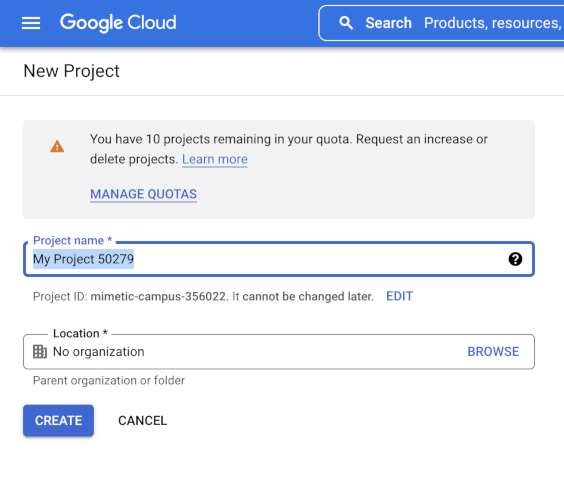 Google Cloud
Search Products, resources,
New Project
You have 10 projects remaining in your quota. Request an increase or
delete projects. Learn more
MANAGE QUOTAS
Project name *
My Project 50279
Project ID: mimetic-campus-356022. It cannot be changed later. EDIT
Location *
No organization BROWSE
Parent organization or folder
CREATE CANCEL